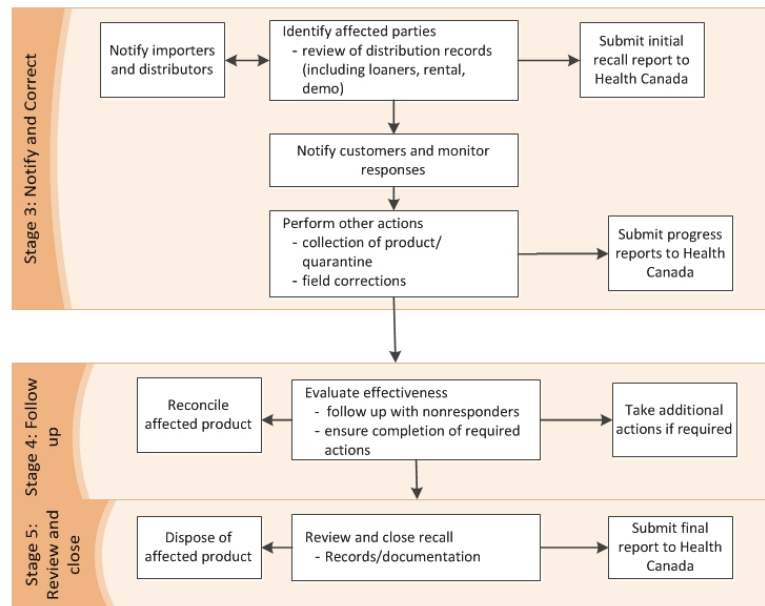 Stage 3: Notify and Correct
Notify importers
and distributors
Identify affected parties
- review of distribution records
(including loaners, rental,
demo)
Submit initial
recall report to
Health Canada
Notify customers and monitor
responses
Perform other actions
- collection of product/
quarantine
- field corrections
Submit progress
reports to Health
Canada
Stage 4: Follow
up
Reconcile
affected product
Evaluate effectiveness
- follow up with nonresponders
- ensure completion of required
actions
Take additional
actions if required
Stage 5:
Review and
close
Dispose of
affected product
Review and close recall
- Records/documentation
Submit final
report to Health
Canada